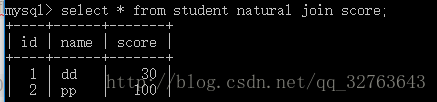 mysql> select * from student natural join score;
+----+------+-------+
| id | name | score |
+----+------+-------+
| 1 | dd | 30 |
| 2 | pp | 100 |
http://blog.csdn.net/qq_32763643